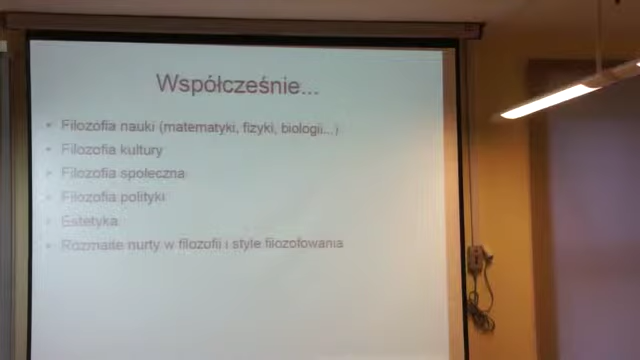 Współcześnie...
• Filozofia nauki (matematyki, fizyki, biologii...)
• Filozofia kultury
• Filozofia społeczna
• Filozofia polityki
• Estetyka
• Rozmaite nurty w filozofii i style filozofowania